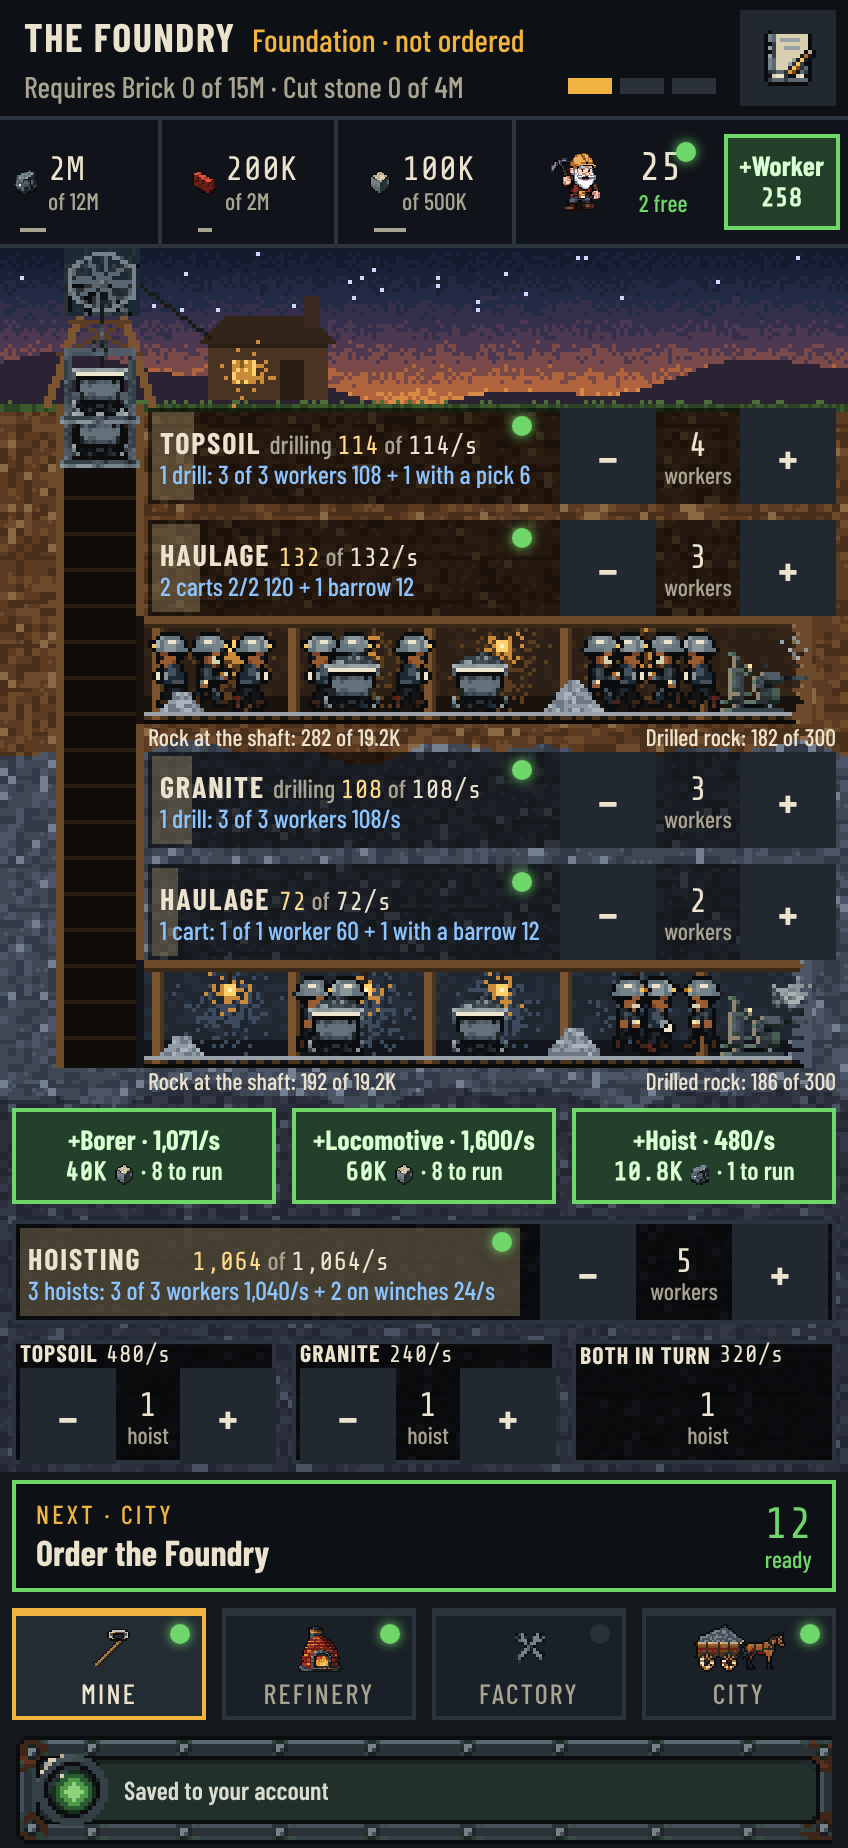 THE FOUNDRY Foundation · not ordered
Requires Brick 0 of 15M · Cut stone 0 of 4M
2M
of 12M
200K
of 2M
100K
of 500K
25
2 free
+Worker
258
TOPSOIL drilling 114 of 114/s
1 drill: 3 of 3 workers 108 + 1 with a pick 6
− 4 +
workers
HAULAGE 132 of 132/s
2 carts 2/2 120 + 1 barrow 12
− 3 +
workers
Rock at the shaft: 282 of 19.2K
Drilled rock: 182 of 300
GRANITE drilling 108 of 108/s
1 drill: 3 of 3 workers 108/s
− 3 +
workers
HAULAGE 72 of 72/s
1 cart: 1 of 1 worker 60 + 1 with a barrow 12
− 2 +
workers
Rock at the shaft: 192 of 19.2K
Drilled rock: 186 of 300
+Borer · 1,071/s
40K · 8 to run
+Locomotive · 1,600/s
60K · 8 to run
+Hoist · 480/s
10.8K · 1 to run
HOISTING 1,064 of 1,064/s
3 hoists: 3 of 3 workers 1,040/s + 2 on winches 24/s
− 5 +
workers
TOPSOIL 480/s
− 1 +
hoist
GRANITE 240/s
− 1 +
hoist
BOTH IN TURN 320/s
1
hoist
NEXT · CITY
Order the Foundry
12
ready
MINE
REFINERY
FACTORY
CITY
Saved to your account